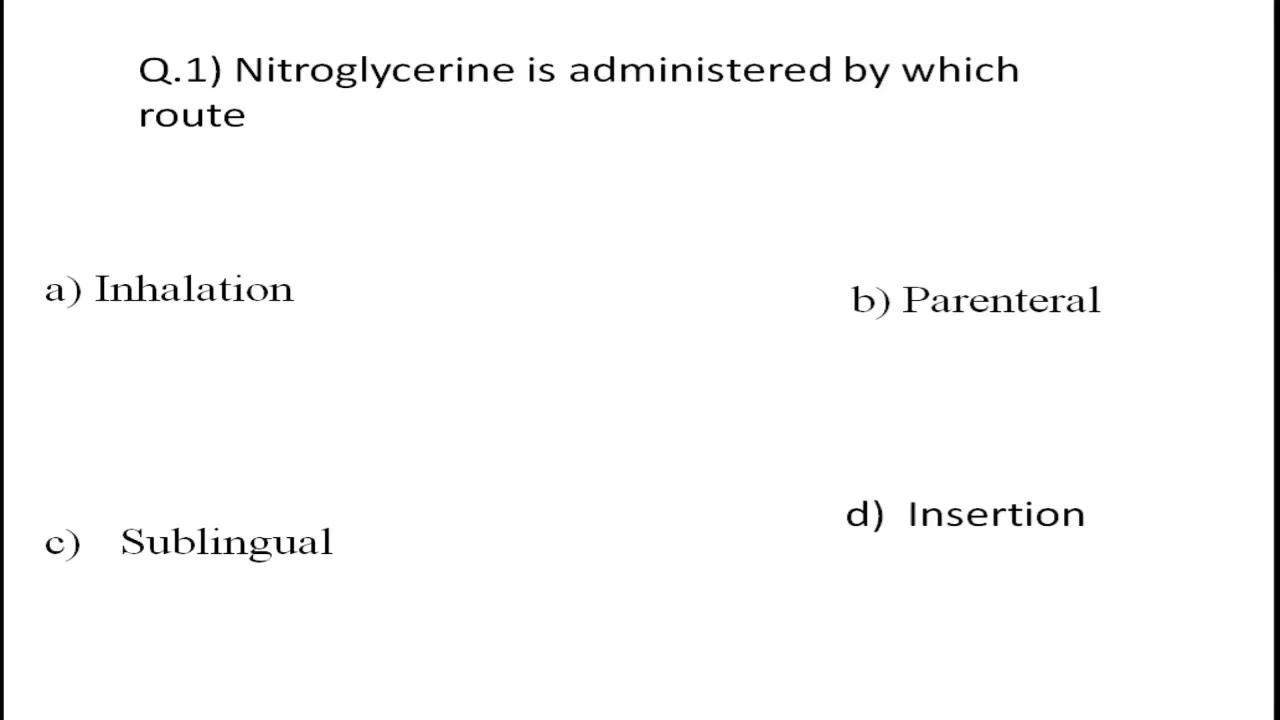 Q.1) Nitroglycerine is administered by which
route
a) Inhalation
b) Parenteral
c) Sublingual
d) Insertion